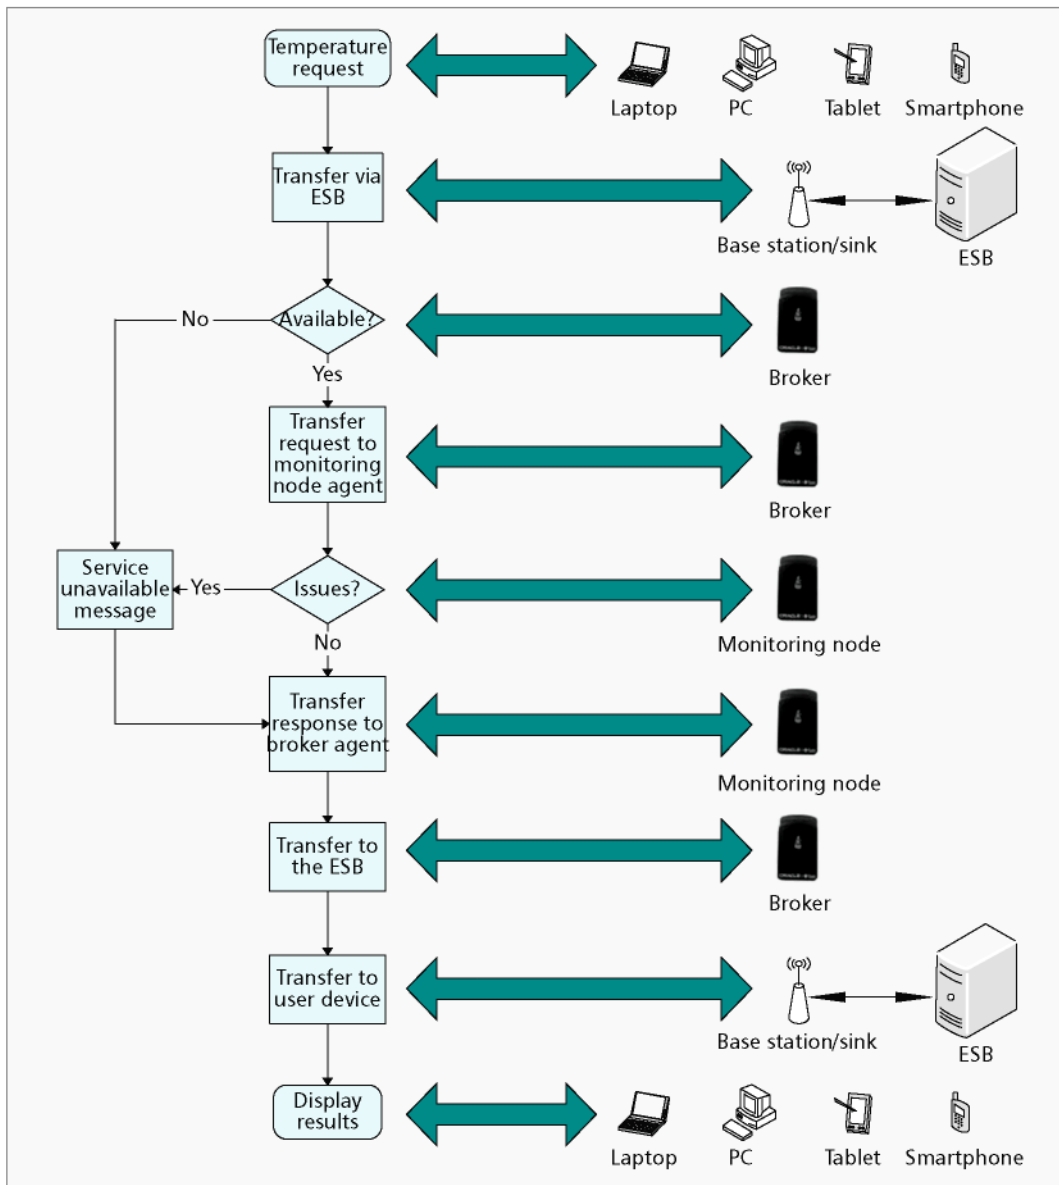 Temperature
request
Laptop
PC
Tablet
Smartphone
Transfer via
ESB
Base station/sink
ESB
No
Available?
Broker
Yes
Transfer
request to
monitoring
node agent
Broker
Service
unavailable
message
Yes
Issues?
Monitoring node
No
Transfer
response to
broker agent
Monitoring node
Transfer to
the ESB
Broker
Transfer to
user device
Base station/sink
ESB
Display
results
Laptop
PC
Tablet
Smartphone